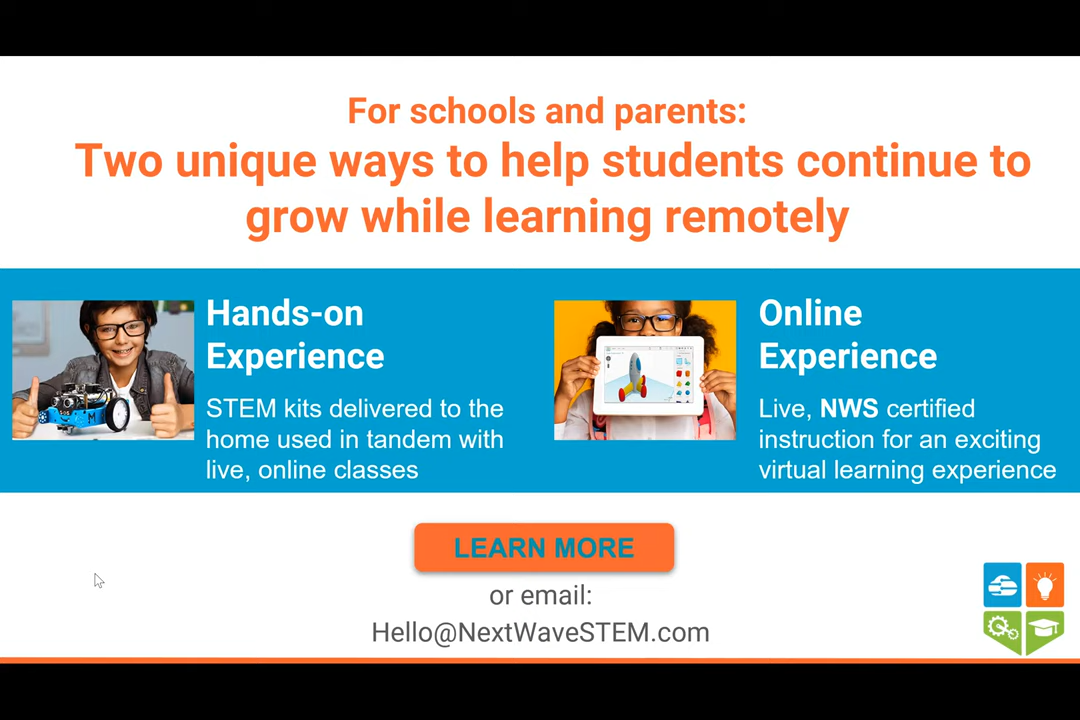 For schools and parents:
Two unique ways to help students continue to
grow while learning remotely
Hands-on
Experience
STEM kits delivered to the
home used in tandem with
live, online classes
Online
Experience
Live, NWS certified
instruction for an exciting
virtual learning experience
LEARN MORE
or email:
Hello@NextWaveSTEM.com